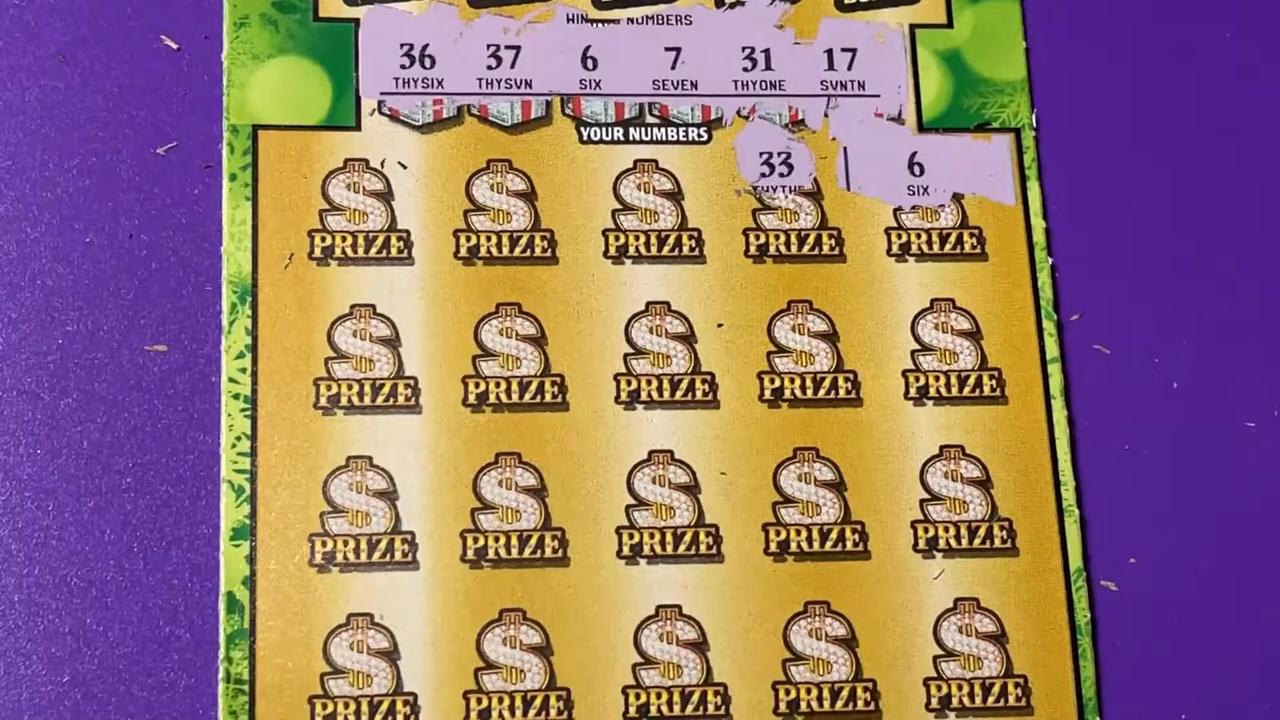 WINNING NUMBERS
36 37 6 7 31 17
THYSIX THYSVN SIX SEVEN THYONE SVNTN
YOUR NUMBERS
33 6
THYTHE SIX
PRIZE PRIZE PRIZE PRIZE PRIZE
PRIZE PRIZE PRIZE PRIZE PRIZE
PRIZE PRIZE PRIZE PRIZE PRIZE
PRIZE PRIZE PRIZE PRIZE PRIZE